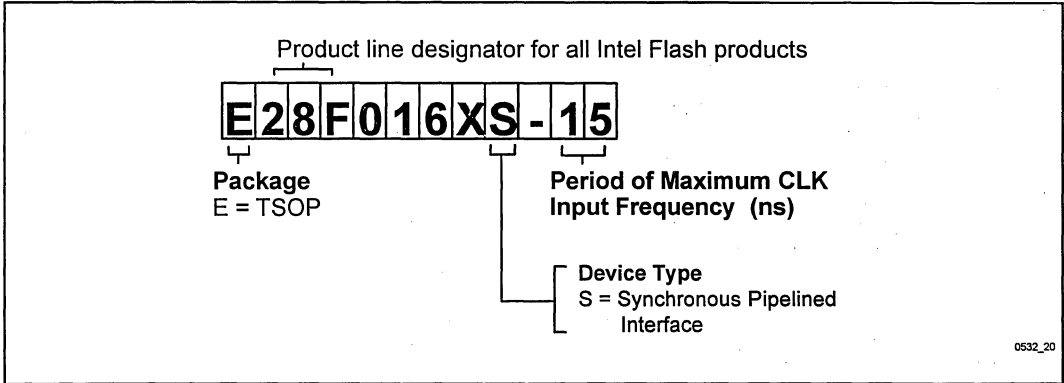 Product line designator for all Intel Flash products
E28F016XS-15
Package
E = TSOP
Period of Maximum CLK
Input Frequency (ns)
Device Type
S = Synchronous Pipelined
Interface
0532_20